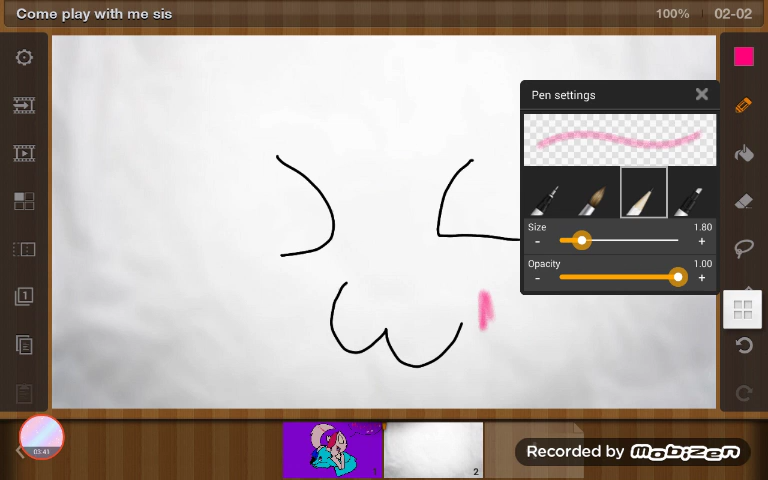 Come play with me sis
100%
02-02
Pen settings
Size
1.80
-
+
Opacity
1.00
-
+
1
03:41
1
2
Recorded by MOBIZEN